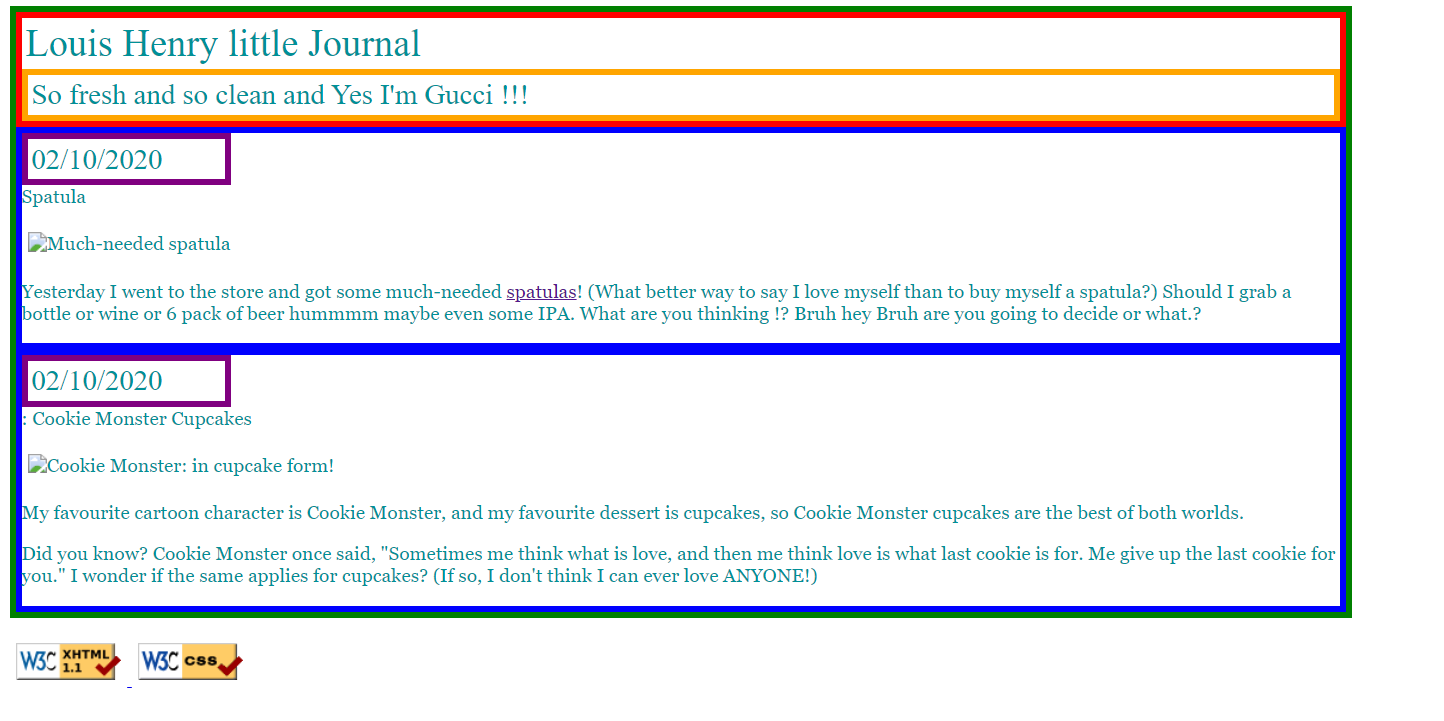 Louis Henry little Journal
So fresh and so clean and Yes I'm Gucci !!!
02/10/2020
Spatula
Much-needed spatula
Yesterday I went to the store and got some much-needed spatulas! (What better way to say I love myself than to buy myself a spatula?) Should I grab a
bottle or wine or 6 pack of beer hummmm maybe even some IPA. What are you thinking !? Bruh hey Bruh are you going to decide or what.?
02/10/2020
: Cookie Monster Cupcakes
Cookie Monster: in cupcake form!
My favourite cartoon character is Cookie Monster, and my favourite dessert is cupcakes, so Cookie Monster cupcakes are the best of both worlds.
Did you know? Cookie Monster once said, "Sometimes me think what is love, and then me think love is what last cookie is for. Me give up the last cookie for
you." I wonder if the same applies for cupcakes? (If so, I don't think I can ever love ANYONE!)
W3C XHTML 1.1 W3C css